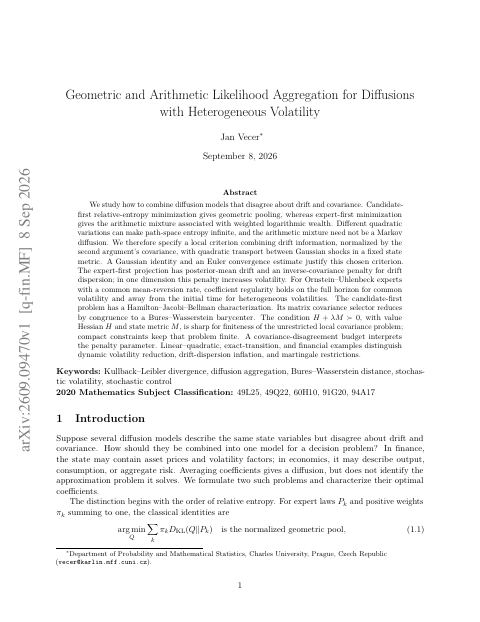 Geometric and Arithmetic Likelihood Aggregation for Diffusions
with Heterogeneous Volatility
Jan Vecer*
September 8, 2026
Abstract
We study how to combine diffusion models that disagree about drift and covariance. Candidate-
first relative-entropy minimization gives geometric pooling, whereas expert-first minimization
gives the arithmetic mixture associated with weighted logarithmic wealth. Different quadratic
variations can make path-space entropy infinite, and the arithmetic mixture need not be a Markov
diffusion. We therefore specify a local criterion combining drift information, normalized by the
second argument's covariance, with quadratic transport between Gaussian shocks in a fixed state
metric. A Gaussian identity and an Euler convergence estimate justify this chosen criterion.
The expert-first projection has posterior-mean drift and an inverse-covariance penalty for drift
dispersion; in one dimension this penalty increases volatility. For Ornstein–Uhlenbeck experts
with a common mean-reversion rate, coefficient regularity holds on the full horizon for common
volatility and away from the initial time for heterogeneous volatilities. The candidate-first
problem has a Hamilton–Jacobi–Bellman characterization. Its matrix covariance selector reduces
by congruence to a Bures–Wasserstein barycenter. The condition H + λM ≻ 0, with value
Hessian H and state metric M, is sharp for finiteness of the unrestricted local covariance problem;
compact constraints keep that problem finite. A covariance-disagreement budget interprets
the penalty parameter. Linear–quadratic, exact-transition, and financial examples distinguish
dynamic volatility reduction, drift-dispersion inflation, and martingale restrictions.
Keywords: Kullback–Leibler divergence, diffusion aggregation, Bures–Wasserstein distance, stochas-
tic volatility, stochastic control
2020 Mathematics Subject Classification: 49L25, 49Q22, 60H10, 91G20, 94A17
1 Introduction
Suppose several diffusion models describe the same state variables but disagree about drift and
covariance. How should they be combined into one model for a decision problem? In finance,
the state may contain asset prices and volatility factors; in economics, it may describe output,
consumption, or aggregate risk. Averaging coefficients gives a diffusion, but does not identify the
approximation problem it solves. We formulate two such problems and characterize their optimal
coefficients.
The distinction begins with the order of relative entropy. For expert laws P_k and positive weights
π_k summing to one, the classical identities are
arg min_Q ∑_k π_k D_KL(Q∥P_k) is the normalized geometric pool. (1.1)
*Department of Probability and Mathematical Statistics, Charles University, Prague, Czech Republic
(vecer@karlin.mff.cuni.cz).
1
arXiv:2609.09470v1 [q-fin.MF] 8 Sep 2026